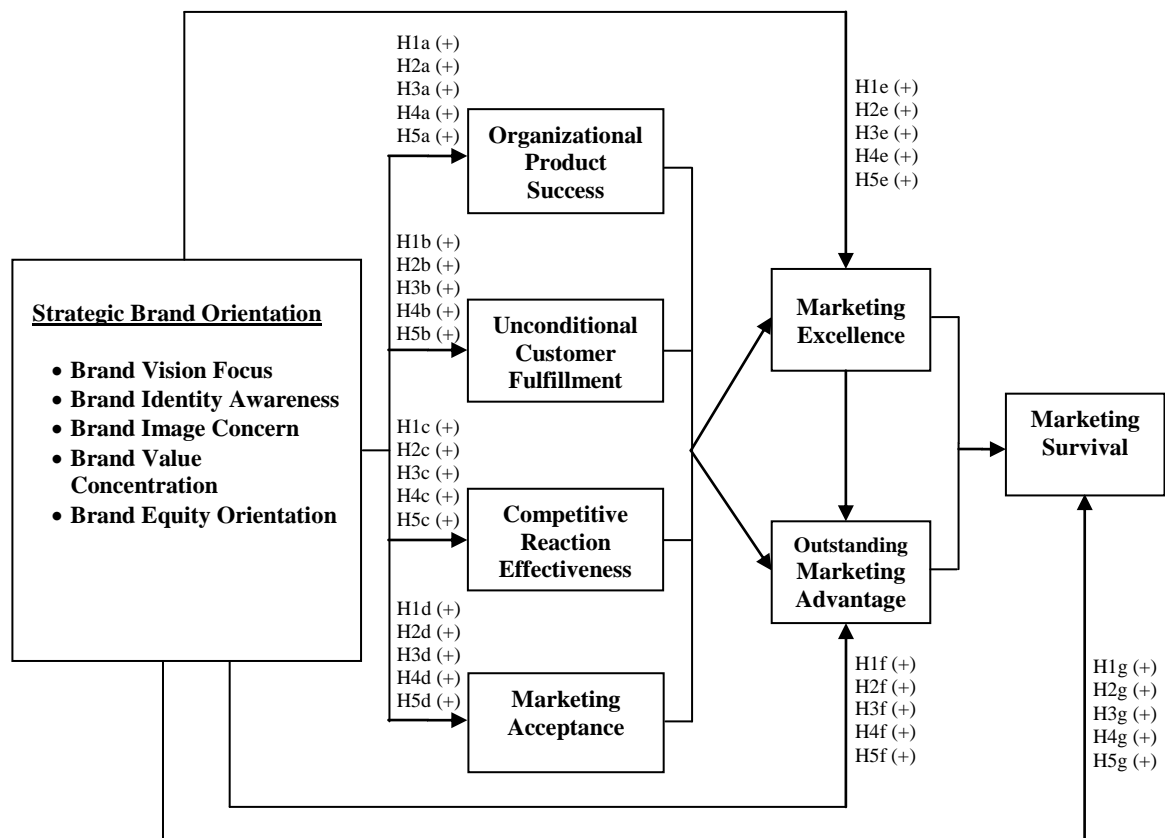 H1a (+)
H2a (+)
H3a (+)
H4a (+)
H5a (+)
H1e (+)
H2e (+)
H3e (+)
H4e (+)
H5e (+)
Organizational
Product
Success
H1b (+)
H2b (+)
H3b (+)
H4b (+)
H5b (+)
Strategic Brand Orientation
• Brand Vision Focus
• Brand Identity Awareness
• Brand Image Concern
• Brand Value
Concentration
• Brand Equity Orientation
Unconditional
Customer
Fulfillment
Marketing
Excellence
H1c (+)
H2c (+)
H3c (+)
H4c (+)
H5c (+)
Marketing
Survival
Competitive
Reaction
Effectiveness
Outstanding
Marketing
Advantage
H1d (+)
H2d (+)
H3d (+)
H4d (+)
H5d (+)
Marketing
Acceptance
H1f (+)
H2f (+)
H3f (+)
H4f (+)
H5f (+)
H1g (+)
H2g (+)
H3g (+)
H4g (+)
H5g (+)